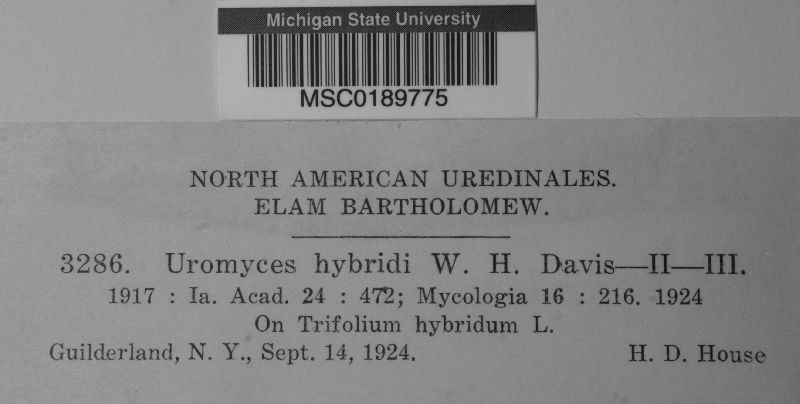 Michigan State University
MSC0189775
NORTH AMERICAN UREDINALES.
ELAM BARTHOLOMEW.
3286. Uromyces hybridi W. H. Davis—II—III.
1917 : Ia. Acad. 24 : 472; Mycologia 16 : 216. 1924
On Trifolium hybridum L.
Guilderland, N. Y., Sept. 14, 1924. H. D. House